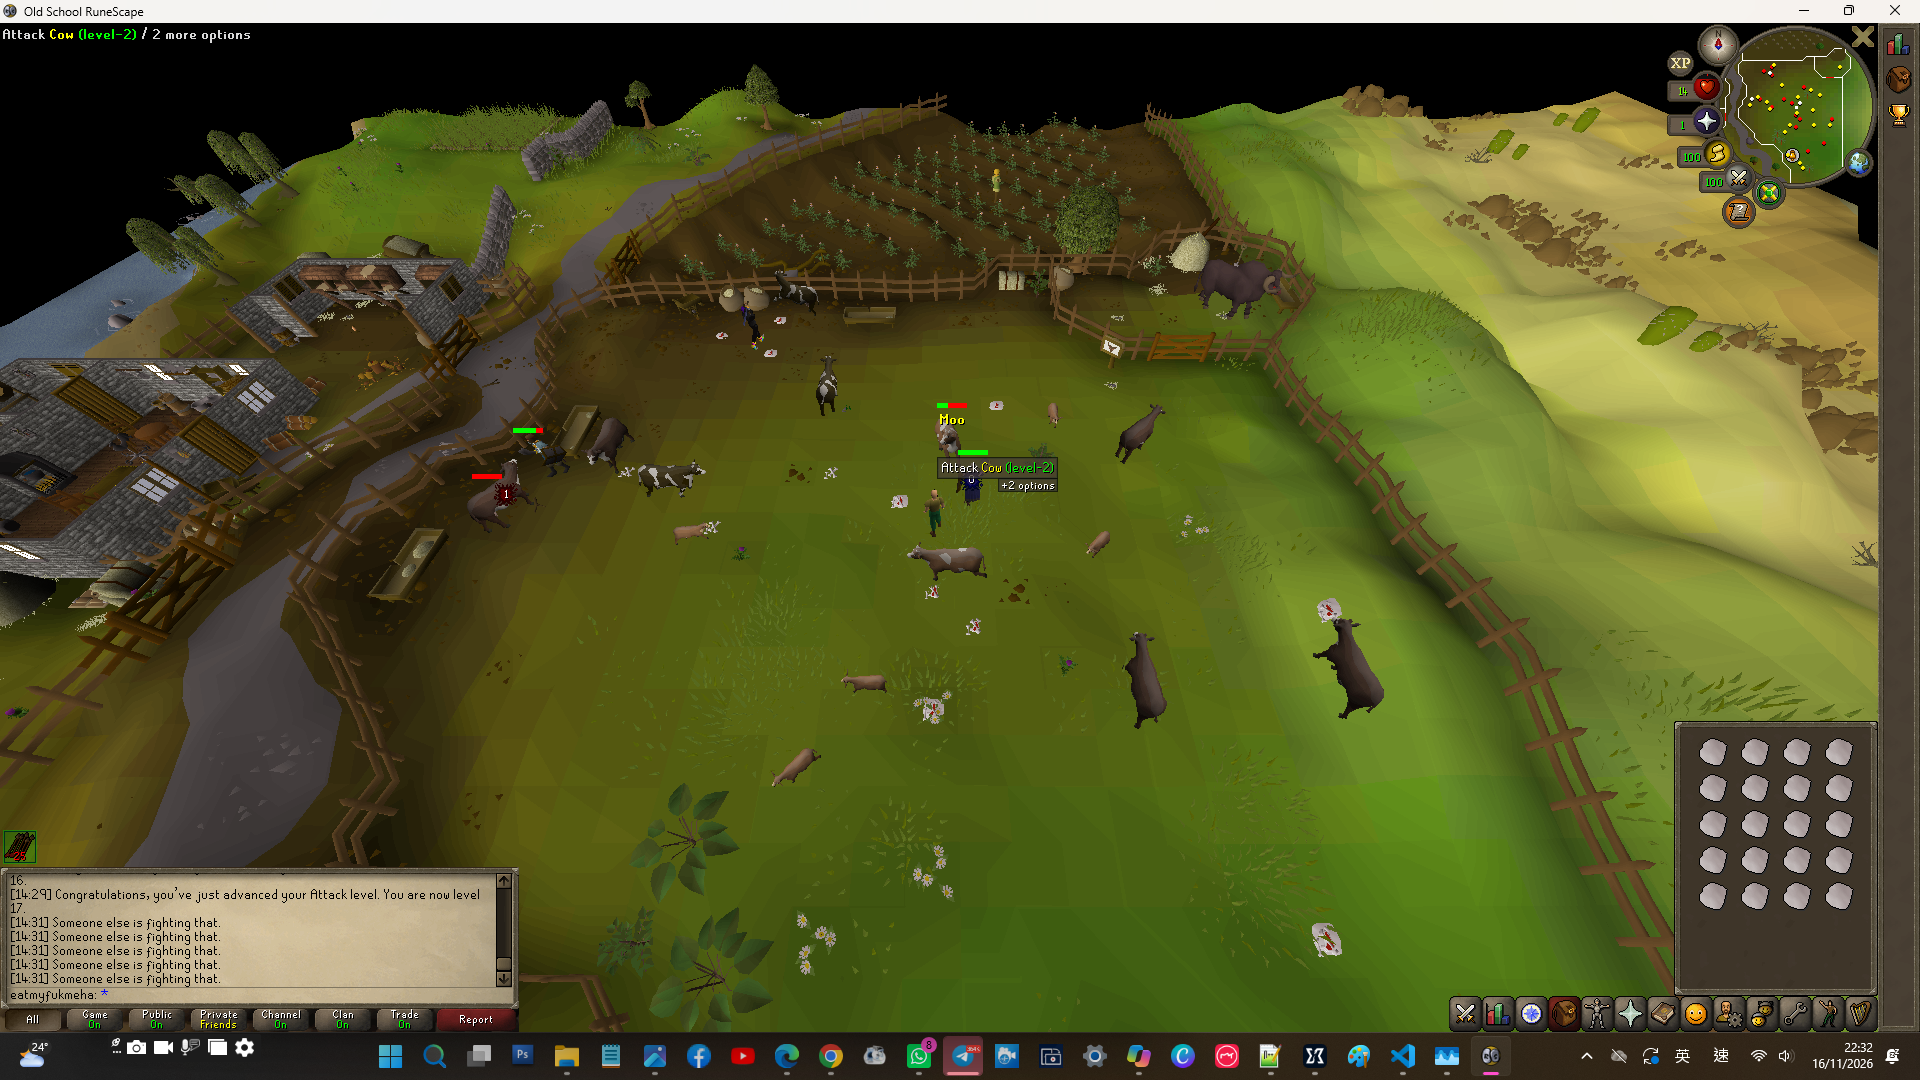 Old School RuneScape
Attack Cow (level-2) / 2 more options
N
XP
14
1
100
100
Moo
Attack Cow (level-2)
+2 options
0
1
25
16.
[14:29] Congratulations, you've just advanced your Attack level. You are now level
17.
[14:31] Someone else is fighting that.
[14:31] Someone else is fighting that.
[14:31] Someone else is fighting that.
[14:31] Someone else is fighting that.
[14:31] Someone else is fighting that.
eatmyfukmeha: *
All
Game
On
Public
On
Private
Friends
Channel
On
Clan
On
Trade
On
Report
24°
Ps
8
英
速
22:32
16/11/2026